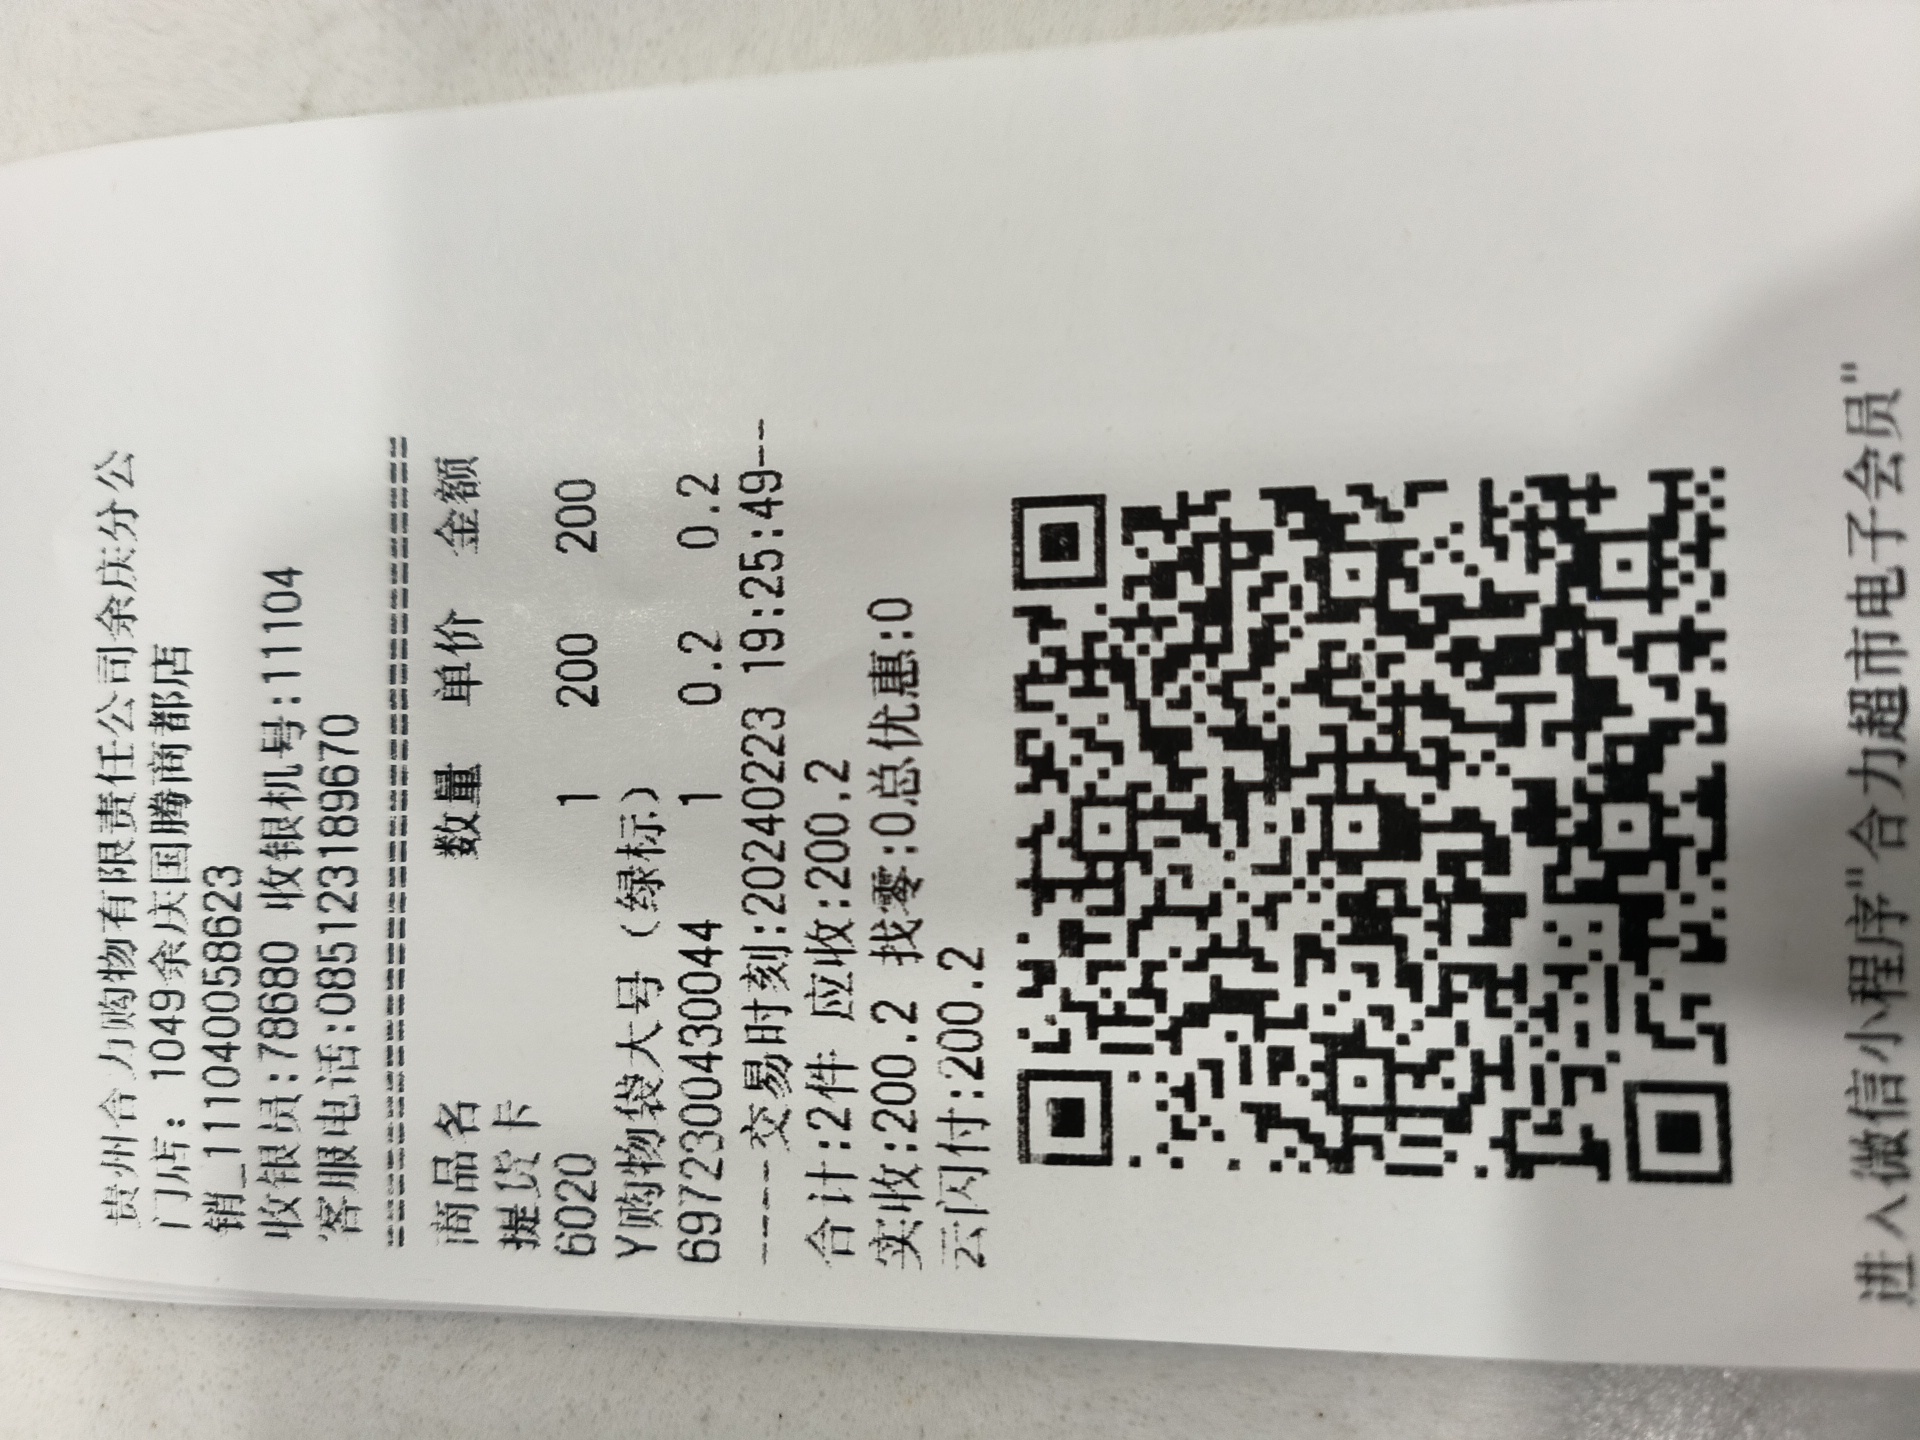 贵州合力购物有限责任公司余庆分公
门店: 1049余庆国腾商都店
销_111040058623
收银员:78680 收银机号:11104
客服电话:085123189670
==========================================
商品名 数量 单价 金额
提货卡
6020 1 200 200
Y购物袋大号（绿标）
6972300430044 1 0.2 0.2
-----交易时刻:20240223 19:25:49--
合计:2件 应收:200.2
实收:200.2 找零:0总优惠:0
云闪付:200.2
进入微信小程序"合力超市电子会员"